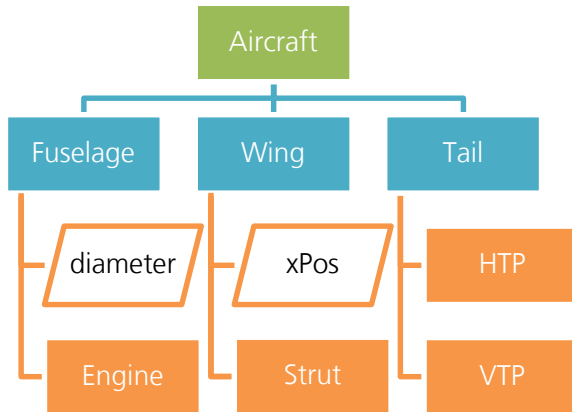 Aircraft
Fuselage
Wing
Tail
diameter
xPos
HTP
Engine
Strut
VTP